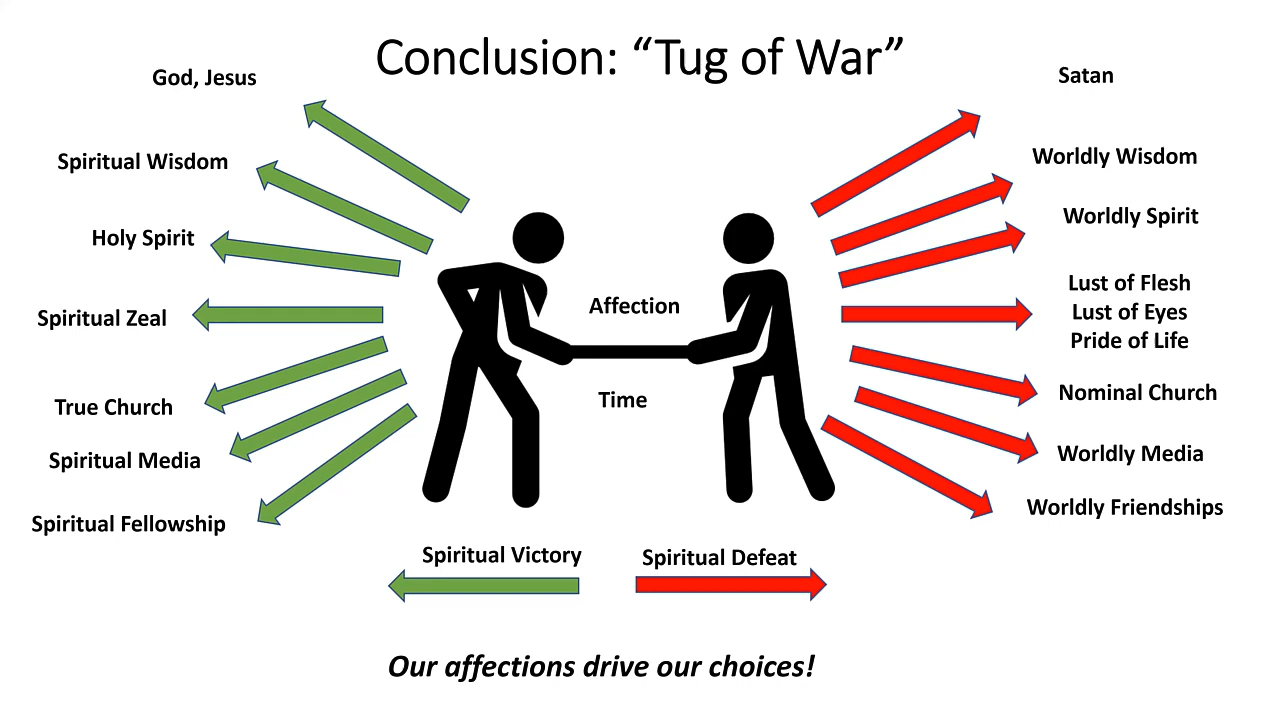 Conclusion: “Tug of War”
God, Jesus
Spiritual Wisdom
Holy Spirit
Spiritual Zeal
True Church
Spiritual Media
Spiritual Fellowship
Affection
Time
Satan
Worldly Wisdom
Worldly Spirit
Lust of Flesh
Lust of Eyes
Pride of Life
Nominal Church
Worldly Media
Worldly Friendships
Spiritual Victory
Spiritual Defeat
Our affections drive our choices!